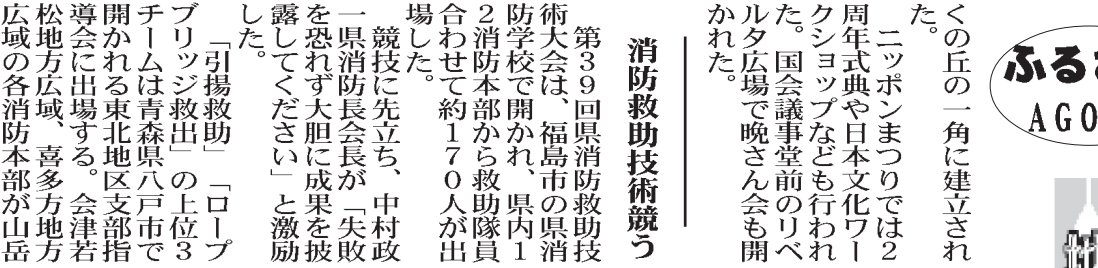 ふるさ
AGO
くの丘の一角に建立され
た。
　ニッポンまつりでは2
周年式典や日本文化ワー
クショップなども行われ
た。国会議事堂前のリベ
ルタ広場で晩さん会も開
かれた。
消防救助技術競う
　第39回県消防救助技
術大会は、福島市の県消
防学校で開かれ、県内1
2消防本部から救助隊員
合わせて約170人が出
場した。
　競技に先立ち、中村政
一県消防長会長が「失敗
を恐れず大胆に成果を披
露してください」と激励
した。
　「引揚救助」「ロープ
ブリッジ救出」の上位3
チームは青森県八戸市で
開かれる東北地区支部指
導会に出場する。会津若
松地方広域、喜多方地方
広域の各消防本部が山岳